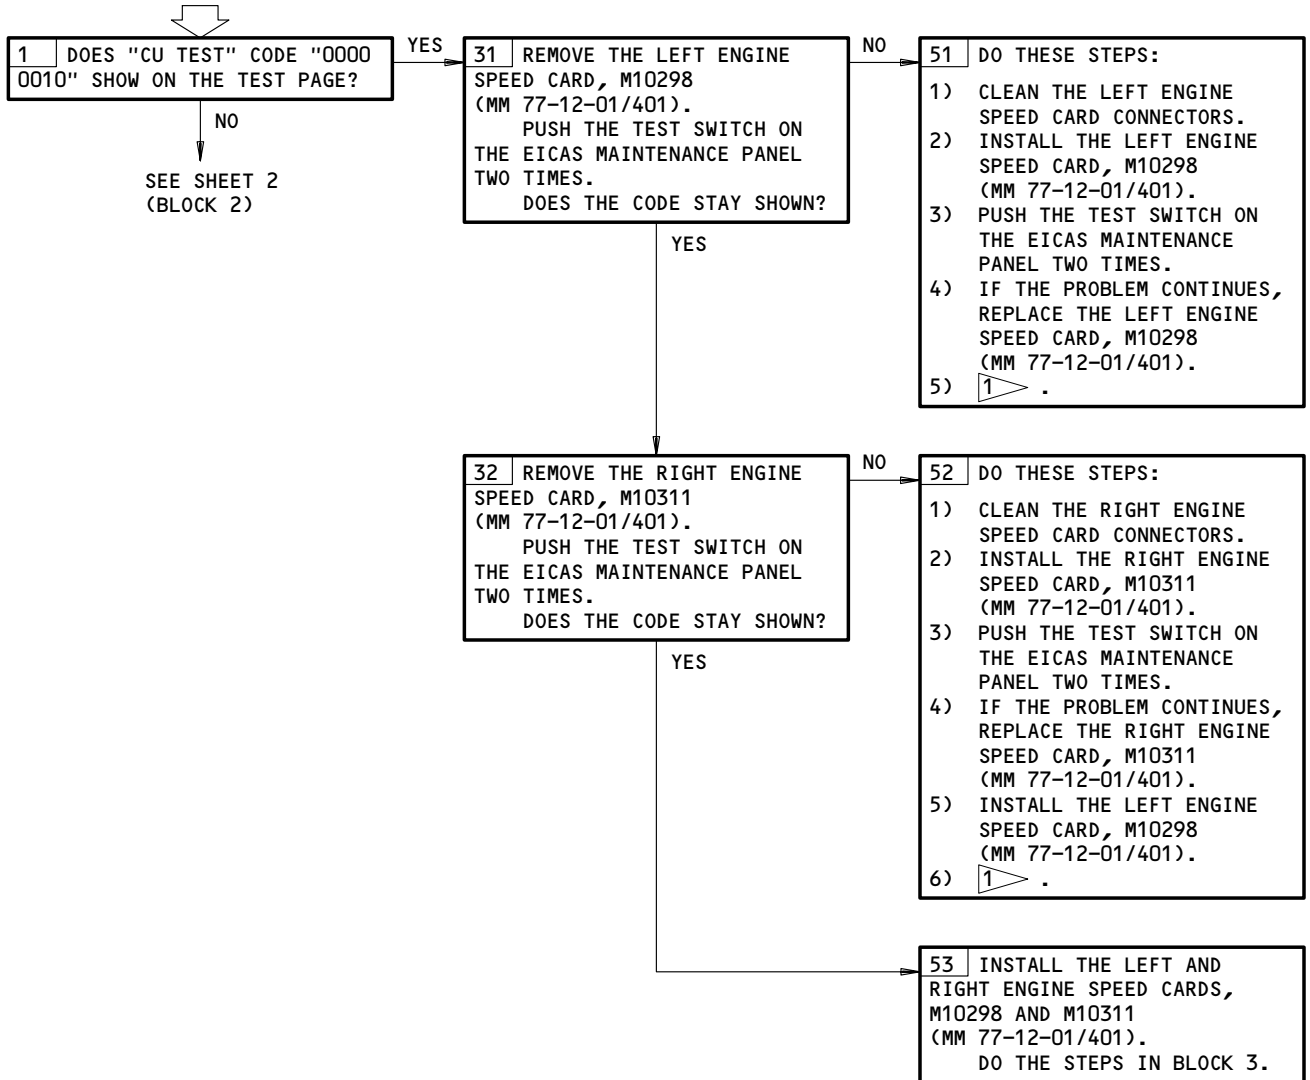 1 DOES "CU TEST" CODE "0000
0010" SHOW ON THE TEST PAGE?
YES
NO
SEE SHEET 2
(BLOCK 2)
31 REMOVE THE LEFT ENGINE
SPEED CARD, M10298
(MM 77-12-01/401).
PUSH THE TEST SWITCH ON
THE EICAS MAINTENANCE PANEL
TWO TIMES.
DOES THE CODE STAY SHOWN?
NO
YES
51 DO THESE STEPS:
1) CLEAN THE LEFT ENGINE
SPEED CARD CONNECTORS.
2) INSTALL THE LEFT ENGINE
SPEED CARD, M10298
(MM 77-12-01/401).
3) PUSH THE TEST SWITCH ON
THE EICAS MAINTENANCE
PANEL TWO TIMES.
4) IF THE PROBLEM CONTINUES,
REPLACE THE LEFT ENGINE
SPEED CARD, M10298
(MM 77-12-01/401).
5) 1 .
32 REMOVE THE RIGHT ENGINE
SPEED CARD, M10311
(MM 77-12-01/401).
PUSH THE TEST SWITCH ON
THE EICAS MAINTENANCE PANEL
TWO TIMES.
DOES THE CODE STAY SHOWN?
NO
YES
52 DO THESE STEPS:
1) CLEAN THE RIGHT ENGINE
SPEED CARD CONNECTORS.
2) INSTALL THE RIGHT ENGINE
SPEED CARD, M10311
(MM 77-12-01/401).
3) PUSH THE TEST SWITCH ON
THE EICAS MAINTENANCE
PANEL TWO TIMES.
4) IF THE PROBLEM CONTINUES,
REPLACE THE RIGHT ENGINE
SPEED CARD, M10311
(MM 77-12-01/401).
5) INSTALL THE LEFT ENGINE
SPEED CARD, M10298
(MM 77-12-01/401).
6) 1 .
53 INSTALL THE LEFT AND
RIGHT ENGINE SPEED CARDS,
M10298 AND M10311
(MM 77-12-01/401).
DO THE STEPS IN BLOCK 3.